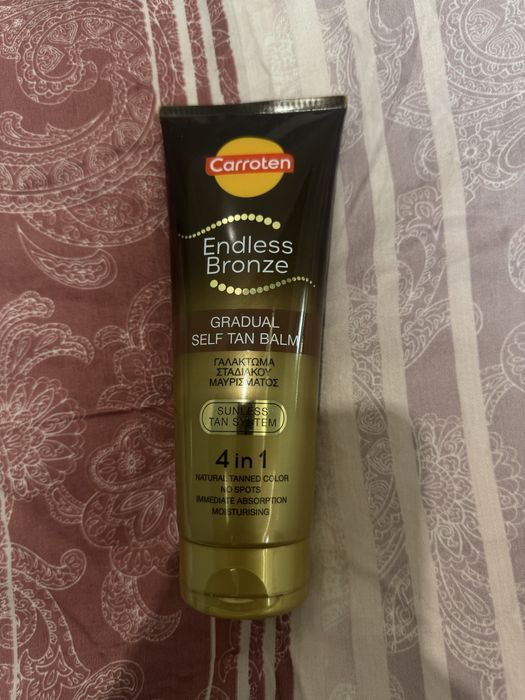 Carroten
Endless
Bronze
GRADUAL
SELF TAN BALM
ΓΑΛΑΚΤΩΜΑ
ΣΤΑΔΙΑΚΟΥ
ΜΑΥΡΙΣΜΑΤΟΣ
SUNLESS
TAN SYSTEM
4 in 1
NATURAL TANNED COLOR
NO SPOTS
IMMEDIATE ABSORPTION
MOISTURISING